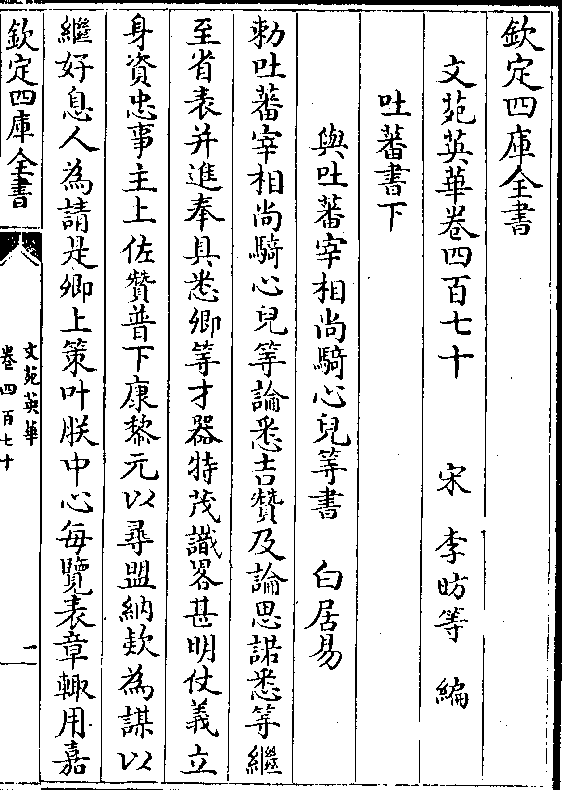 欽定四庫全書
文苑英華卷四百七十　宋　李昉等　編
吐蕃書下
與吐蕃宰相尚騎心兒等書　白居易
勅吐蕃宰相尚騎心兒等論悉吉贊及論思諾悉等繼
至省表并進奉具悉卿等才器特茂識畧甚明仗義立
身資忠事主上佐贊普下康黎元以尋盟納欵為謀以
繼好息人為請是卿上策叶朕中心每覽表章輙用嘉
欽定四庫全書
文苑英華
卷四百七十
一